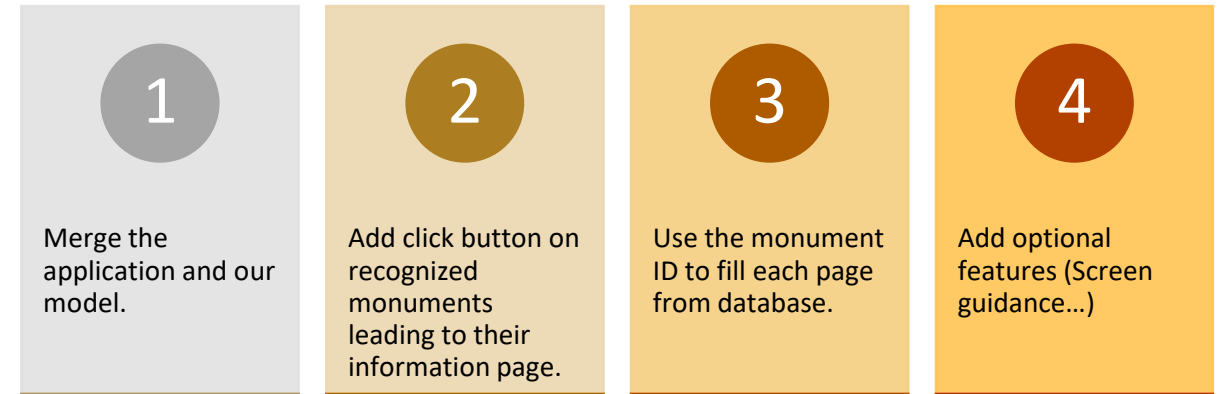 1
Merge the
application and our
model.
2
Add click button on
recognized
monuments
leading to their
information page.
3
Use the monument
ID to fill each page
from database.
4
Add optional
features (Screen
guidance…)